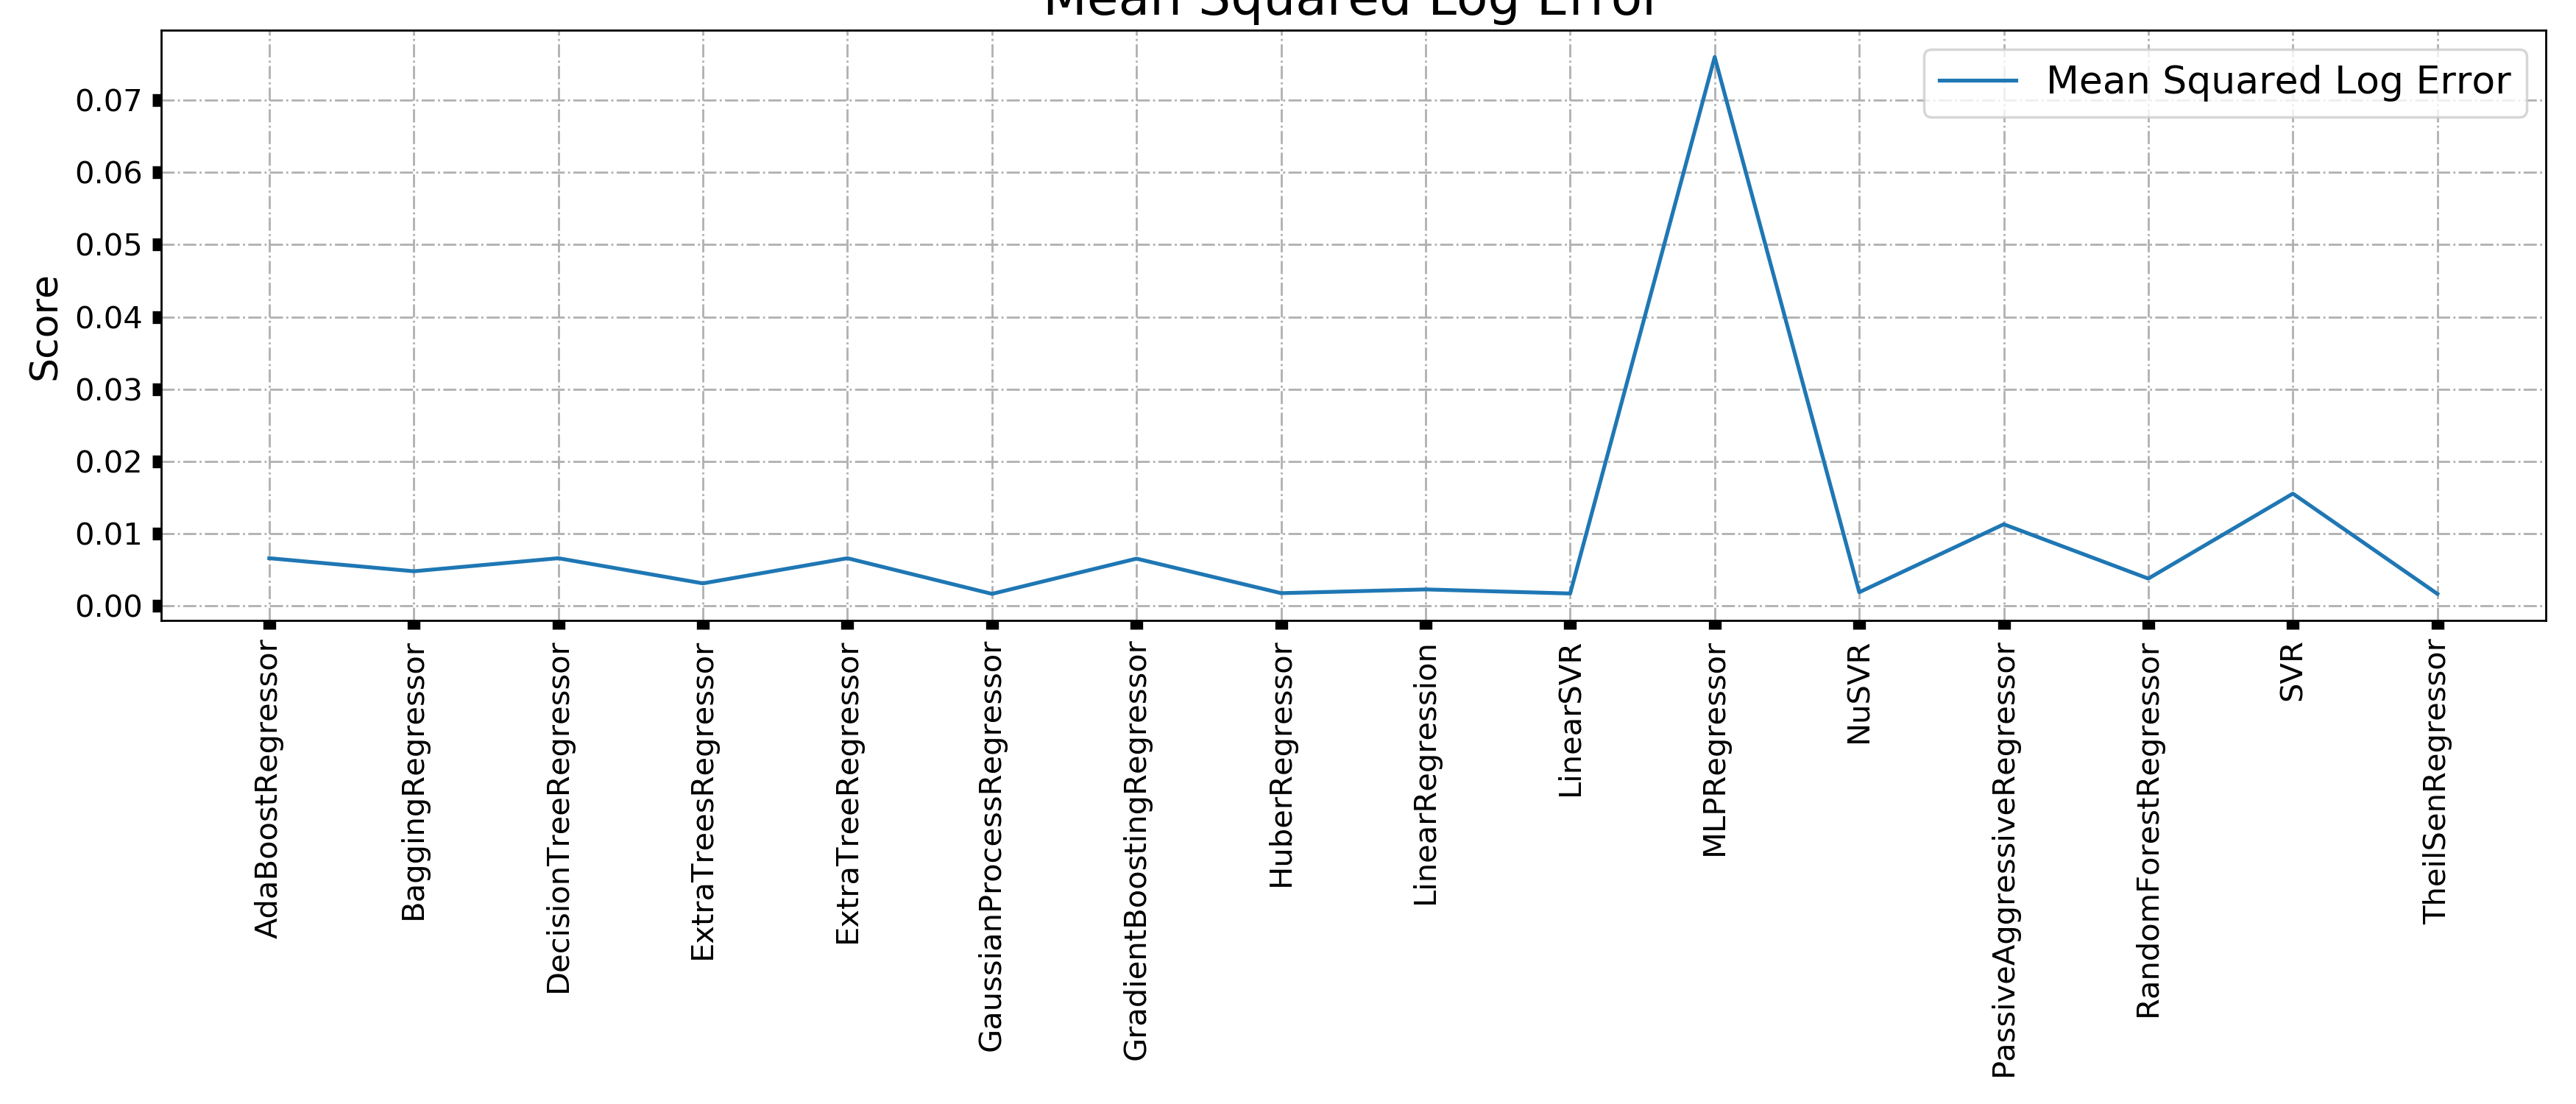 Mean Squared Log Error
Mean Squared Log Error
0.07
0.06
0.05
0.04
0.03
0.02
0.01
0.00
Score
AdaBoostRegressor
BaggingRegressor
DecisionTreeRegressor
ExtraTreesRegressor
ExtraTreeRegressor
GaussianProcessRegressor
GradientBoostingRegressor
HuberRegressor
LinearRegression
LinearSVR
MLPRegressor
NuSVR
PassiveAggressiveRegressor
RandomForestRegressor
SVR
TheilSenRegressor